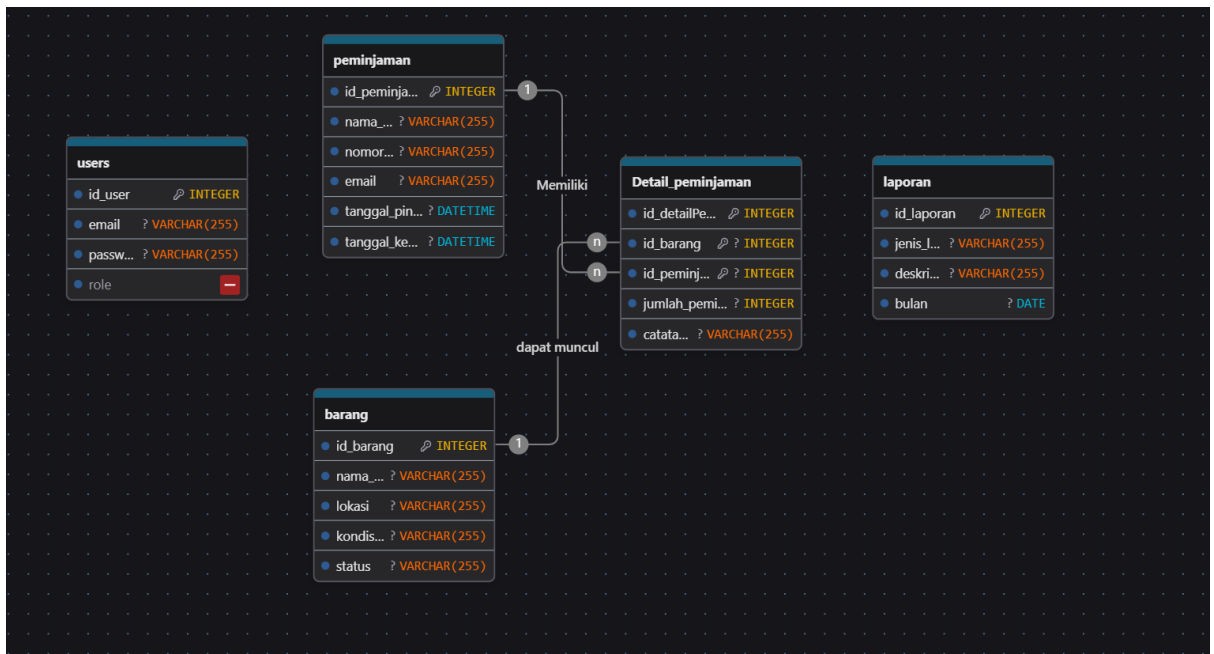 users
id_user INTEGER
email ? VARCHAR(255)
passw... ? VARCHAR(255)
role
peminjaman
id_peminja... INTEGER
nama_... ? VARCHAR(255)
nomor... ? VARCHAR(255)
email ? VARCHAR(255)
tanggal_pin... ? DATETIME
tanggal_ke... ? DATETIME
1
Memiliki
n
n
dapat muncul
1
barang
id_barang INTEGER
nama_... ? VARCHAR(255)
lokasi ? VARCHAR(255)
kondis... ? VARCHAR(255)
status ? VARCHAR(255)
Detail_peminjaman
id_detailPe... INTEGER
id_barang ? INTEGER
id_peminj... ? INTEGER
jumlah_pemi... ? INTEGER
catata... ? VARCHAR(255)
laporan
id_laporan INTEGER
jenis_l... ? VARCHAR(255)
deskri... ? VARCHAR(255)
bulan ? DATE